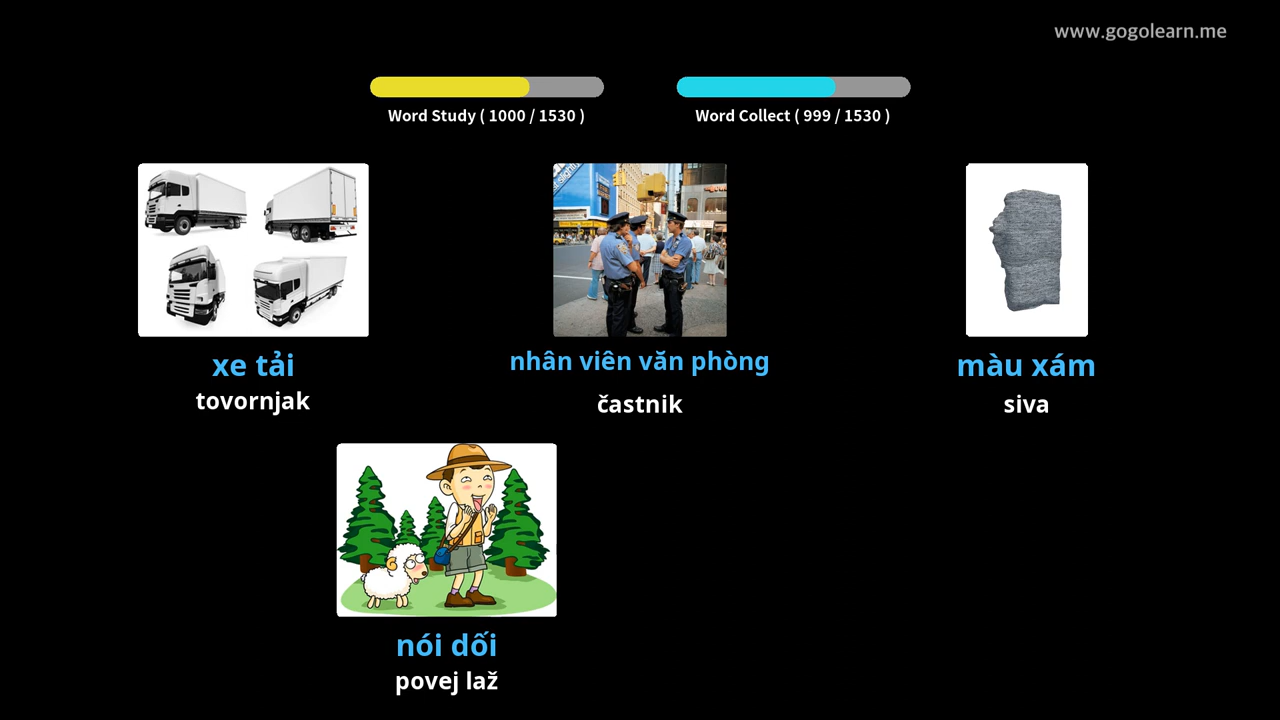 www.gogolearn.me
Word Study ( 1000 / 1530 )
Word Collect ( 999 / 1530 )
xe tải
tovornjak
nhân viên văn phòng
častnik
màu xám
siva
nói dối
povej laž